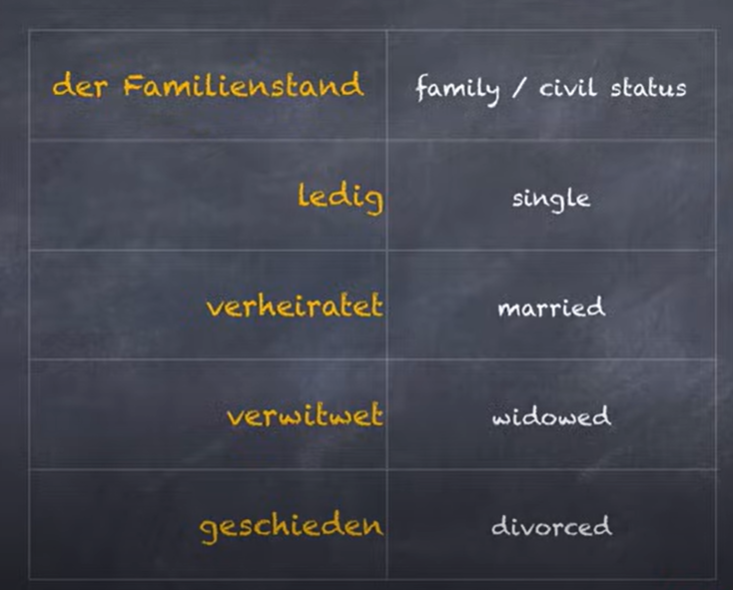 der Familienstand family / civil status
ledig single
verheiratet married
verwitwet widowed
geschieden divorced